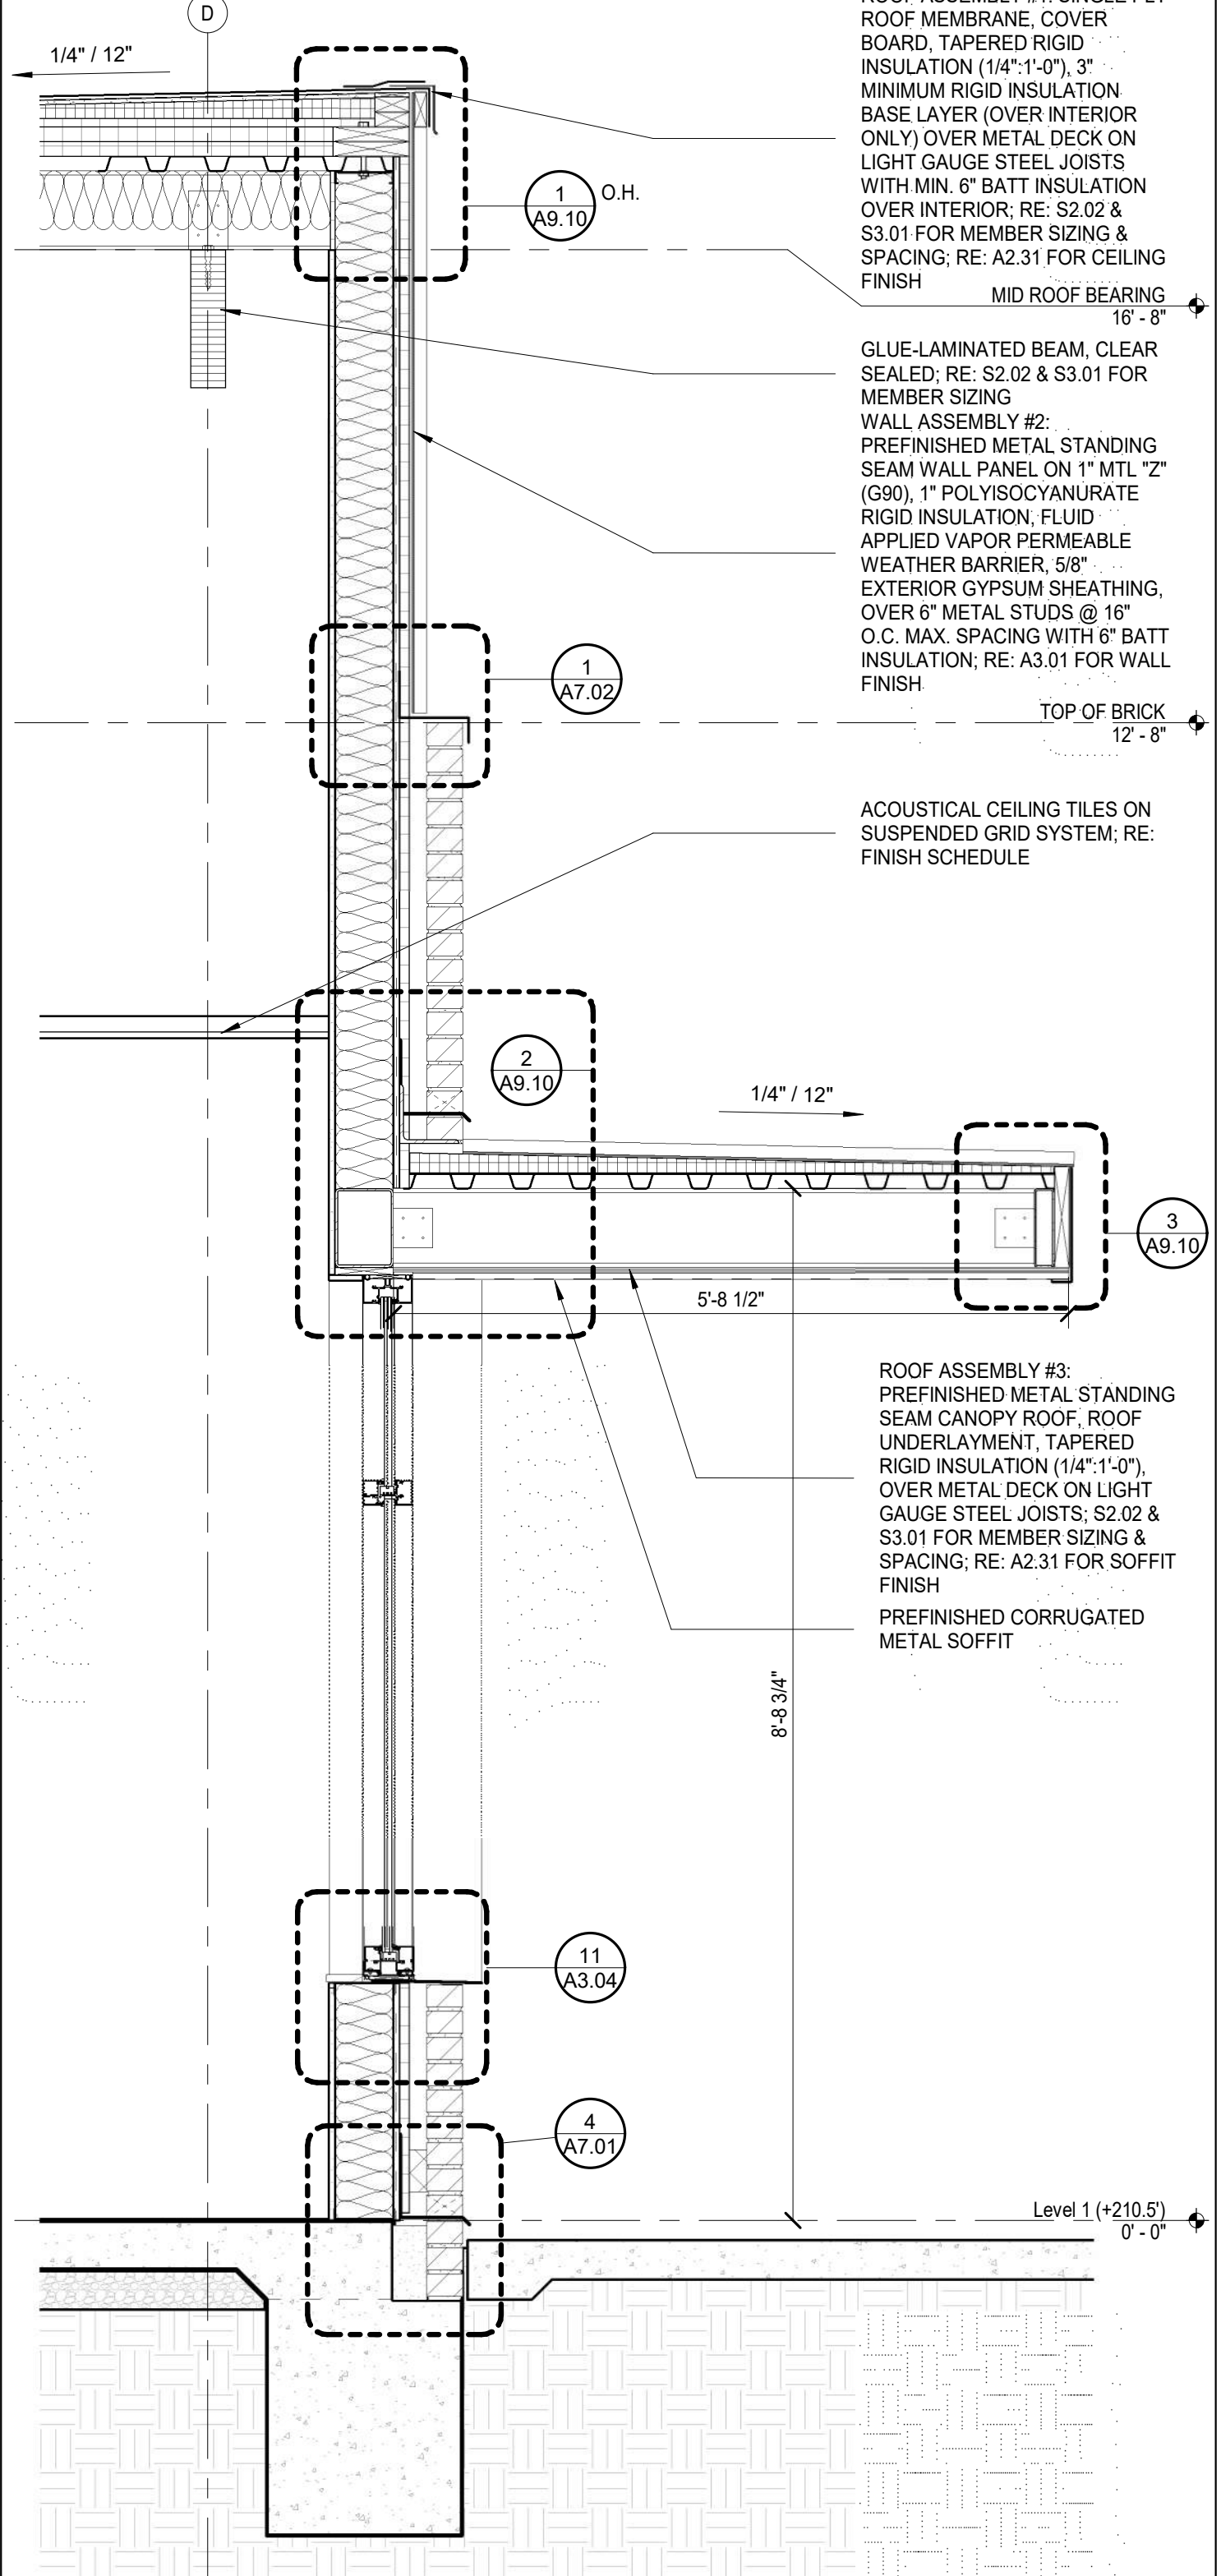 D
1/4" / 12"
ROOF MEMBRANE, COVER
BOARD, TAPERED RIGID
INSULATION (1/4":1'-0"), 3"
MINIMUM RIGID INSULATION
BASE LAYER (OVER INTERIOR
ONLY) OVER METAL DECK ON
LIGHT GAUGE STEEL JOISTS
WITH MIN. 6" BATT INSULATION
OVER INTERIOR; RE: S2.02 &
S3.01 FOR MEMBER SIZING &
SPACING; RE: A2.31 FOR CEILING
FINISH
1
A9.10
O.H.
MID ROOF BEARING
16' - 8"
GLUE-LAMINATED BEAM, CLEAR
SEALED; RE: S2.02 & S3.01 FOR
MEMBER SIZING
WALL ASSEMBLY #2:
PREFINISHED METAL STANDING
SEAM WALL PANEL ON 1" MTL "Z"
(G90), 1" POLYISOCYANURATE
RIGID INSULATION, FLUID
APPLIED VAPOR PERMEABLE
WEATHER BARRIER, 5/8"
EXTERIOR GYPSUM SHEATHING,
OVER 6" METAL STUDS @ 16"
O.C. MAX. SPACING WITH 6" BATT
INSULATION; RE: A3.01 FOR WALL
FINISH
1
A7.02
TOP OF BRICK
12' - 8"
ACOUSTICAL CEILING TILES ON
SUSPENDED GRID SYSTEM; RE:
FINISH SCHEDULE
2
A9.10
1/4" / 12"
3
A9.10
5'-8 1/2"
ROOF ASSEMBLY #3:
PREFINISHED METAL STANDING
SEAM CANOPY ROOF, ROOF
UNDERLAYMENT, TAPERED
RIGID INSULATION (1/4":1'-0"),
OVER METAL DECK ON LIGHT
GAUGE STEEL JOISTS; S2.02 &
S3.01 FOR MEMBER SIZING &
SPACING; RE: A2.31 FOR SOFFIT
FINISH
PREFINISHED CORRUGATED
METAL SOFFIT
8'-8 3/4"
11
A3.04
4
A7.01
Level 1 (+210.5')
0' - 0"